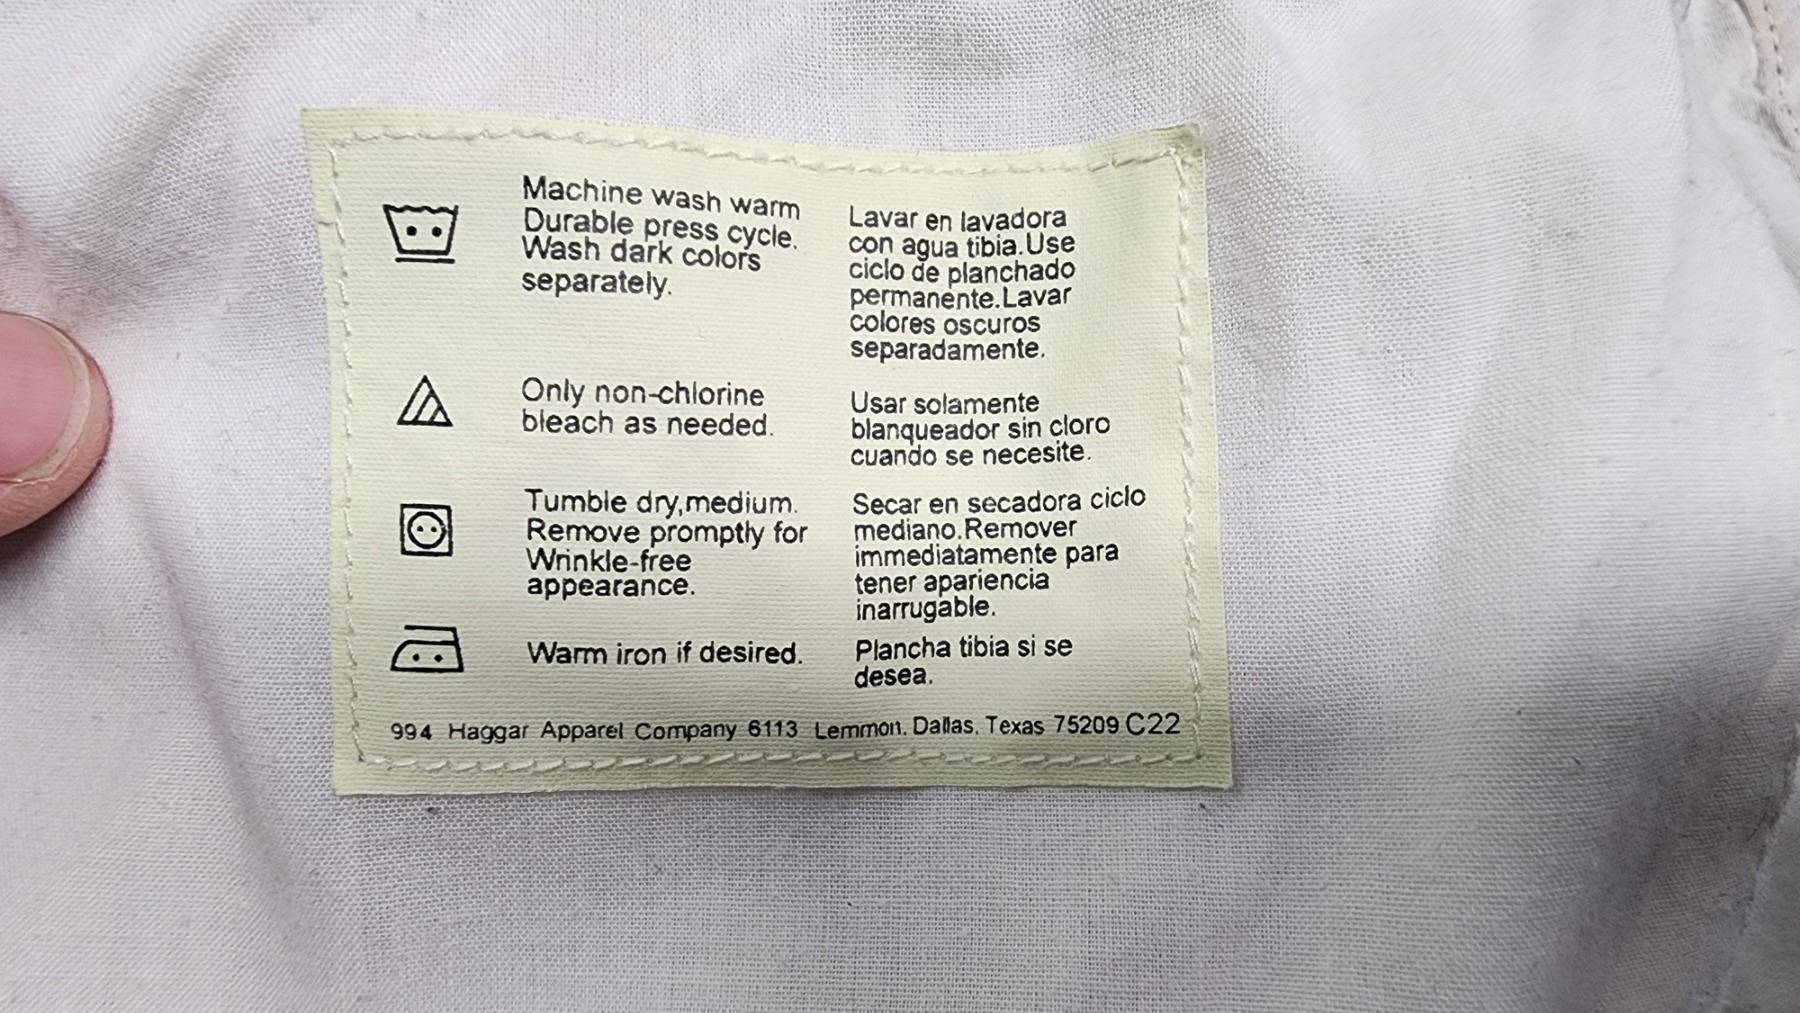 Machine wash warm
Durable press cycle.
Wash dark colors
separately.
Lavar en lavadora
con agua tibia.Use
ciclo de planchado
permanente.Lavar
colores oscuros
separadamente.
Only non-chlorine
bleach as needed.
Usar solamente
blanqueador sin cloro
cuando se necesite.
Tumble dry,medium.
Remove promptly for
Wrinkle-free
appearance.
Secar en secadora ciclo
mediano.Remover
immediatamente para
tener apariencia
inarrugable.
Warm iron if desired.
Plancha tibia si se
desea.
994 Haggar Apparel Company 6113 Lemmon. Dallas. Texas 75209 C22